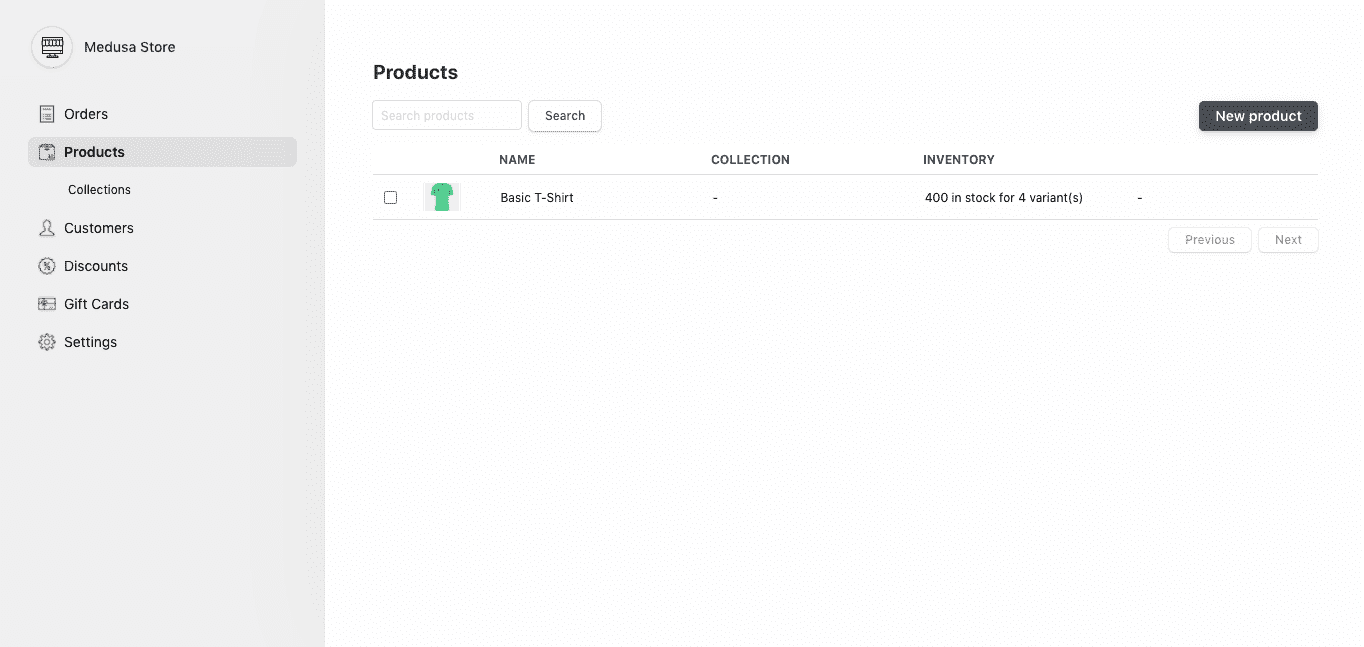 Medusa Store
Orders
Products
Collections
Customers
Discounts
Gift Cards
Settings
Products
Search products Search New product
NAME COLLECTION INVENTORY
Basic T-Shirt - 400 in stock for 4 variant(s) -
Previous Next